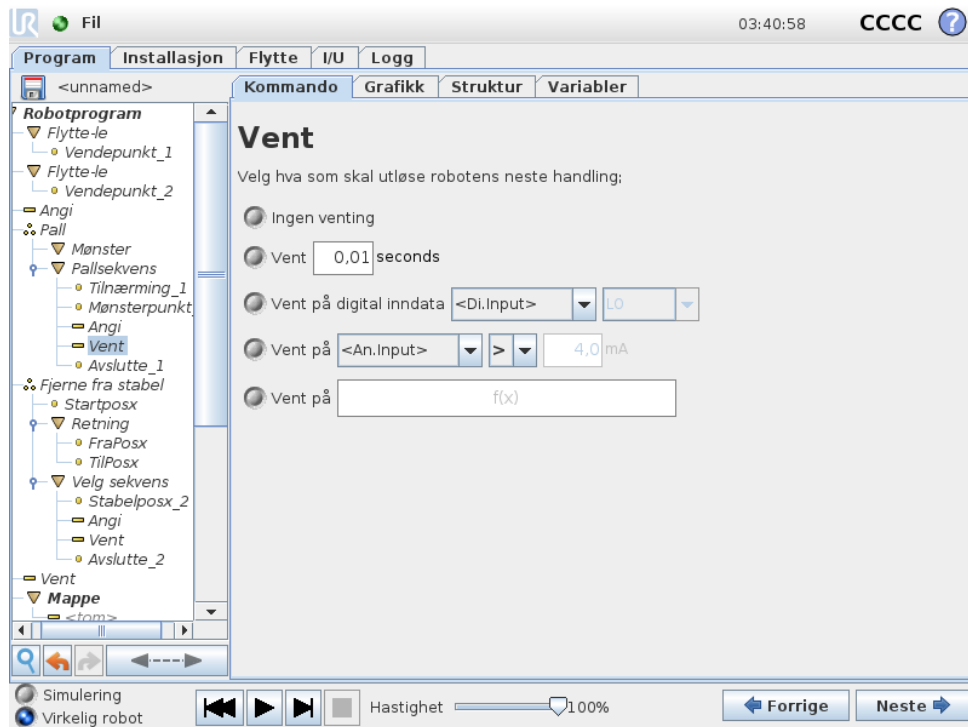 UR Fil 03:40:58 CCCC ?
Program Installasjon Flytte I/U Logg
<unnamed>
Kommando Grafikk Struktur Variabler
Robotprogram
Flytte-le
Vendepunkt_1
Flytte-le
Vendepunkt_2
Angi
Pall
Mønster
Pallsekvens
Tilnærming_1
Mønsterpunkt
Angi
Vent
Avslutte_1
Fjerne fra stabel
Startposx
Retning
FraPosx
TilPosx
Velg sekvens
Stabelposx_2
Angi
Vent
Avslutte_2
Vent
Mappe
<tom>
Vent
Velg hva som skal utløse robotens neste handling;
Ingen venting
Vent 0,01 seconds
Vent på digital inndata <Di.Input> LO
Vent på <An.Input> > 4,0 mA
Vent på f(x)
Simulering
Virkelig robot
Hastighet 100%
Forrige Neste